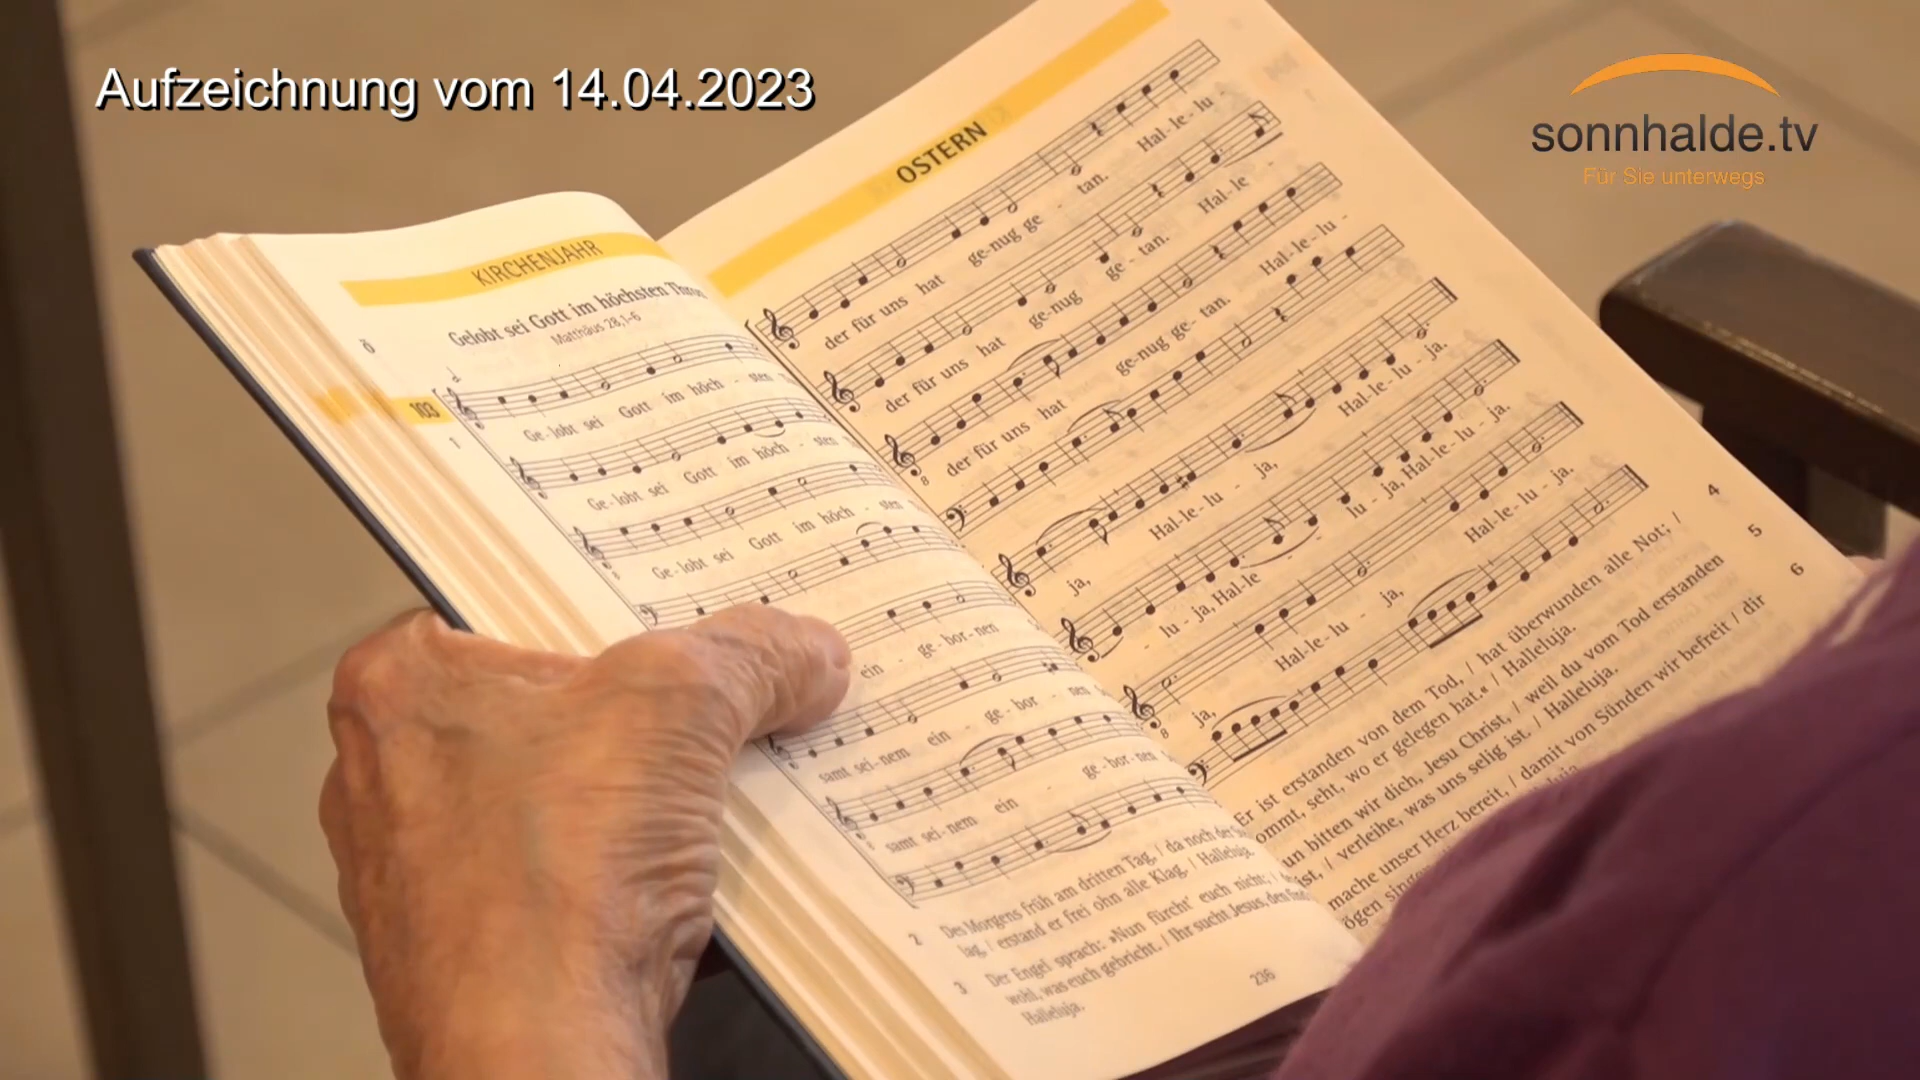 Aufzeichnung vom 14.04.2023
sonnhalde.tv
Für Sie unterwegs
KIRCHENJAHR
Gelobt sei Gott im höchsten
Matthäus 28,1–6
ö
103
1
Ge - lobt sei Gott im höch - sten
Ge - lobt sei Gott im höch - sten
Ge - lobt sei Gott im höch - sten
ein - ge - bor - nen
samt sei - nem ein - ge - bor - nen
samt sei - nem ein - ge - bor - nen
2 Des Morgens früh am dritten Tag, / da noch der
lag, / erstand er frei ohn alle Klag. / Halleluja.
3 Der Engel sprach: »Nun fürcht' euch nicht; /
wohl, was euch gebricht. / Ihr sucht Jesus, den
Halleluja.
236
OSTERN
der für uns hat ge-nug ge - tan. Hal - le - lu -
der für uns hat ge-nug ge - tan. Hal - le
der für uns hat ge-nug ge - tan. Hal - le - lu -
ja, Hal - le - lu - ja, Hal - le - lu - ja.
lu - ja, Hal - le lu - ja, Hal - le - lu - ja.
ja, Hal - le - lu - ja, Hal - le - lu - ja.
Er ist erstanden von dem Tod, / hat überwunden alle Not; / 4
ommt, seht, wo er gelegen hat.« / Halleluja.
un bitten wir dich, Jesu Christ, / weil du vom Tod erstanden 5
ist, / verleihe, was uns selig ist. / Halleluja.
mache unser Herz bereit, / damit von Sünden wir befreit / dir 6
ögen